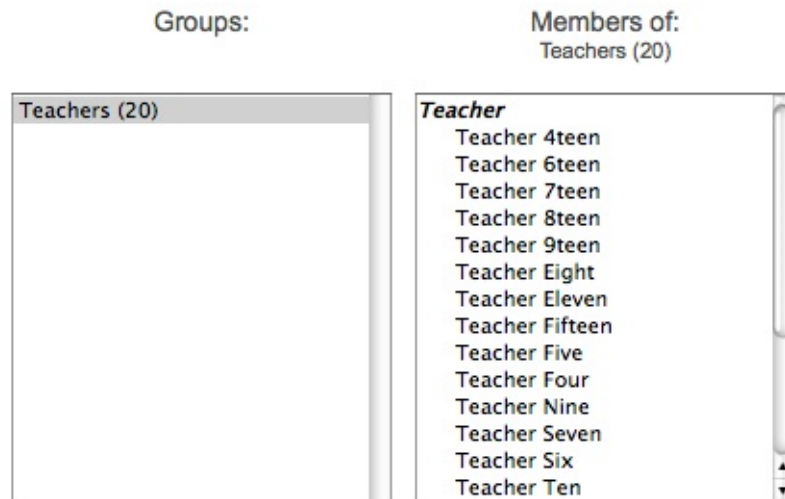 Groups:
Teachers (20)
Members of:
Teachers (20)
Teacher
Teacher 4teen
Teacher 6teen
Teacher 7teen
Teacher 8teen
Teacher 9teen
Teacher Eight
Teacher Eleven
Teacher Fifteen
Teacher Five
Teacher Four
Teacher Nine
Teacher Seven
Teacher Six
Teacher Ten